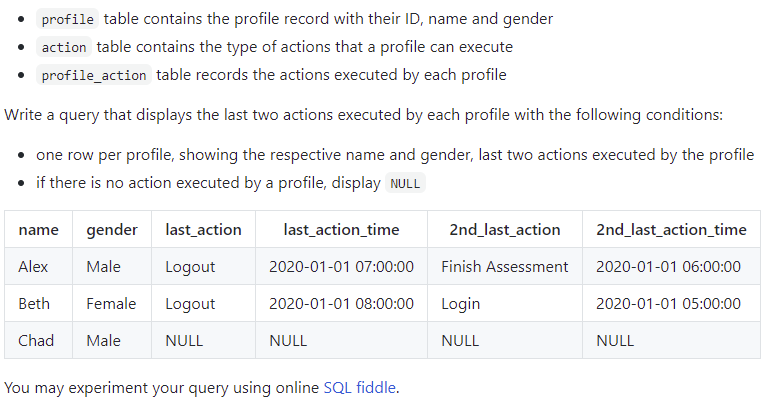 profile table contains the profile record with their ID, name and gender
action table contains the type of actions that a profile can execute
profile_action table records the actions executed by each profile
Write a query that displays the last two actions executed by each profile with the following conditions:
one row per profile, showing the respective name and gender, last two actions executed by the profile
if there is no action executed by a profile, display NULL
name gender last_action last_action_time 2nd_last_action 2nd_last_action_time
Alex Male Logout 2020-01-01 07:00:00 Finish Assessment 2020-01-01 06:00:00
Beth Female Logout 2020-01-01 08:00:00 Login 2020-01-01 05:00:00
Chad Male NULL NULL NULL NULL
You may experiment your query using online SQL fiddle.